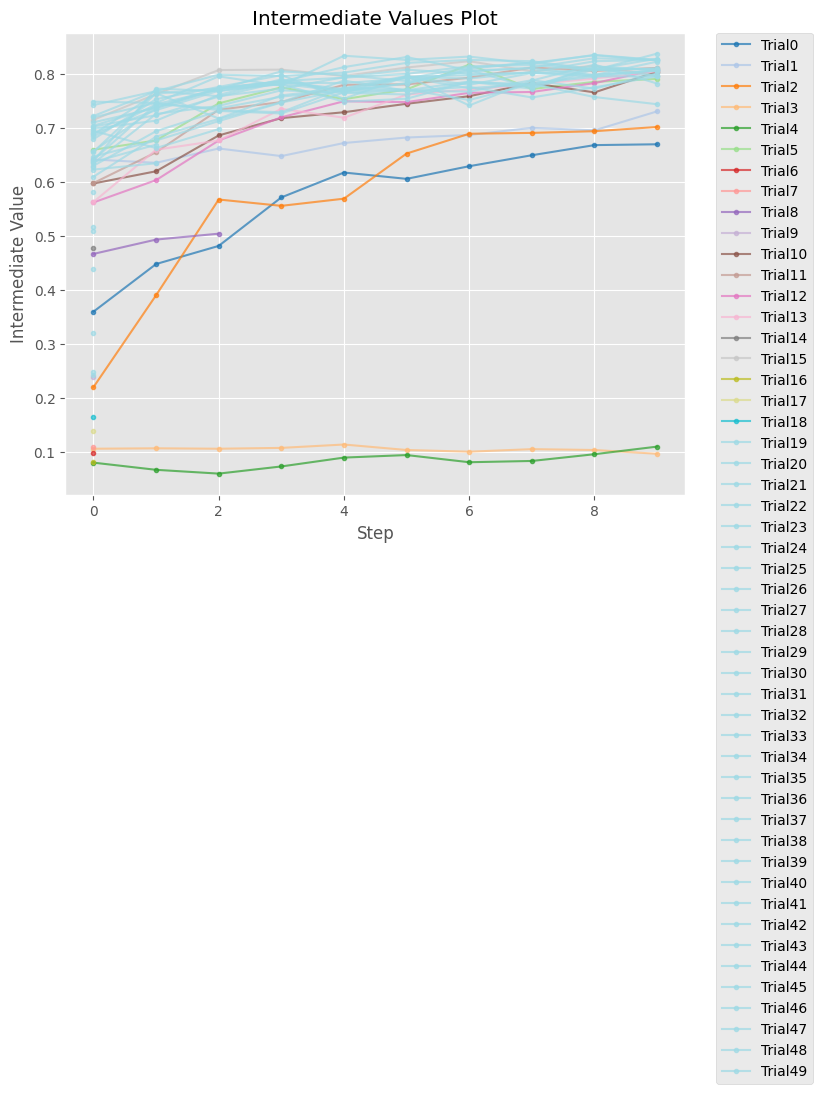 Intermediate Values Plot
Intermediate Value
0.8
0.7
0.6
0.5
0.4
0.3
0.2
0.1
0
2
4
6
8
Step
Trial0
Trial1
Trial2
Trial3
Trial4
Trial5
Trial6
Trial7
Trial8
Trial9
Trial10
Trial11
Trial12
Trial13
Trial14
Trial15
Trial16
Trial17
Trial18
Trial19
Trial20
Trial21
Trial22
Trial23
Trial24
Trial25
Trial26
Trial27
Trial28
Trial29
Trial30
Trial31
Trial32
Trial33
Trial34
Trial35
Trial36
Trial37
Trial38
Trial39
Trial40
Trial41
Trial42
Trial43
Trial44
Trial45
Trial46
Trial47
Trial48
Trial49